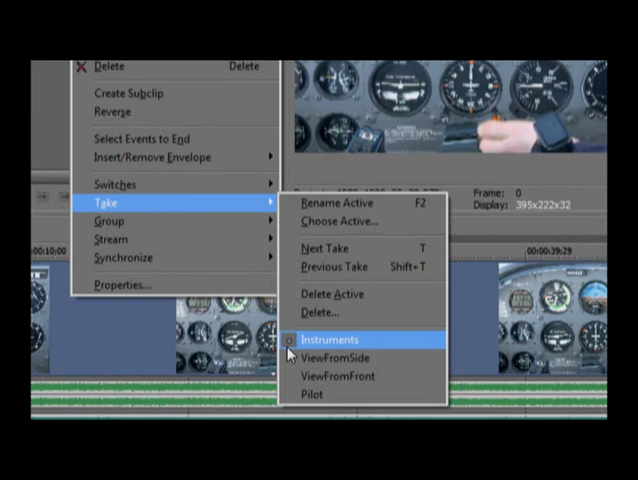 Delete Delete
Create Subclip
Reverse
Select Events to End
Insert/Remove Envelope
Switches
Take
Group
Stream
Synchronize
Properties...
Rename Active F2
Choose Active...
Next Take T
Previous Take Shift+T
Delete Active
Delete...
Instruments
ViewFromSide
ViewFromFront
Pilot
Frame: 0
Display: 395x222x32
:00:10:00
00:00:39;29